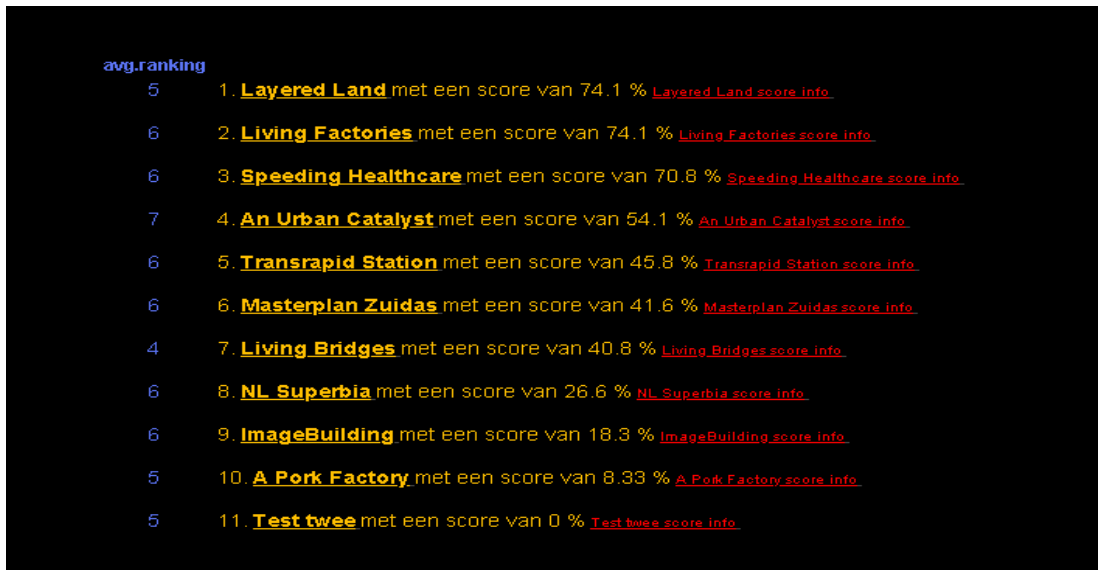 avg.ranking
5 1. Layered Land met een score van 74.1 % Layered Land score info
6 2. Living Factories met een score van 74.1 % Living Factories score info
6 3. Speeding Healthcare met een score van 70.8 % Speeding Healthcare score info
7 4. An Urban Catalyst met een score van 54.1 % An Urban Catalyst score info
6 5. Transrapid Station met een score van 45.8 % Transrapid Station score info
6 6. Masterplan Zuidas met een score van 41.6 % Masterplan Zuidas score info
4 7. Living Bridges met een score van 40.8 % Living Bridges score info
6 8. NL Superbia met een score van 26.6 % NL Superbia score info
6 9. ImageBuilding met een score van 18.3 % ImageBuilding score info
5 10. A Pork Factory met een score van 8.33 % A Pork Factory score info
5 11. Test twee met een score van 0 % Test twee score info